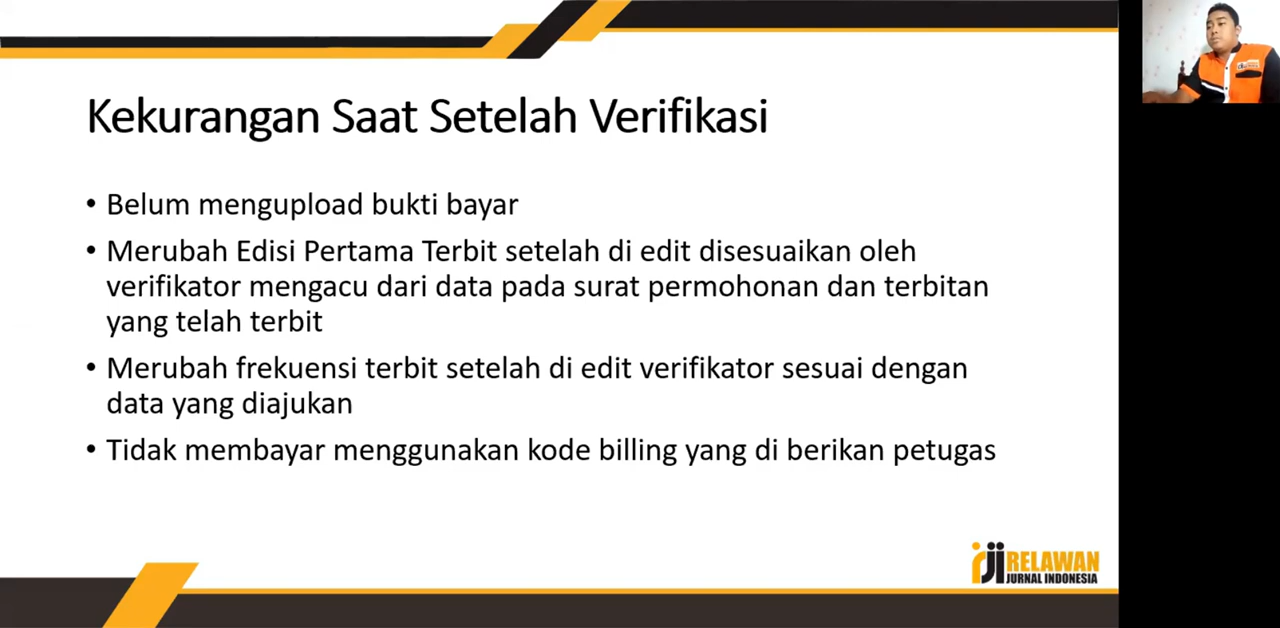 Kekurangan Saat Setelah Verifikasi
• Belum mengupload bukti bayar
• Merubah Edisi Pertama Terbit setelah di edit disesuaikan oleh
verifikator mengacu dari data pada surat permohonan dan terbitan
yang telah terbit
• Merubah frekuensi terbit setelah di edit verifikator sesuai dengan
data yang diajukan
• Tidak membayar menggunakan kode billing yang di berikan petugas
rji RELAWAN
JURNAL INDONESIA